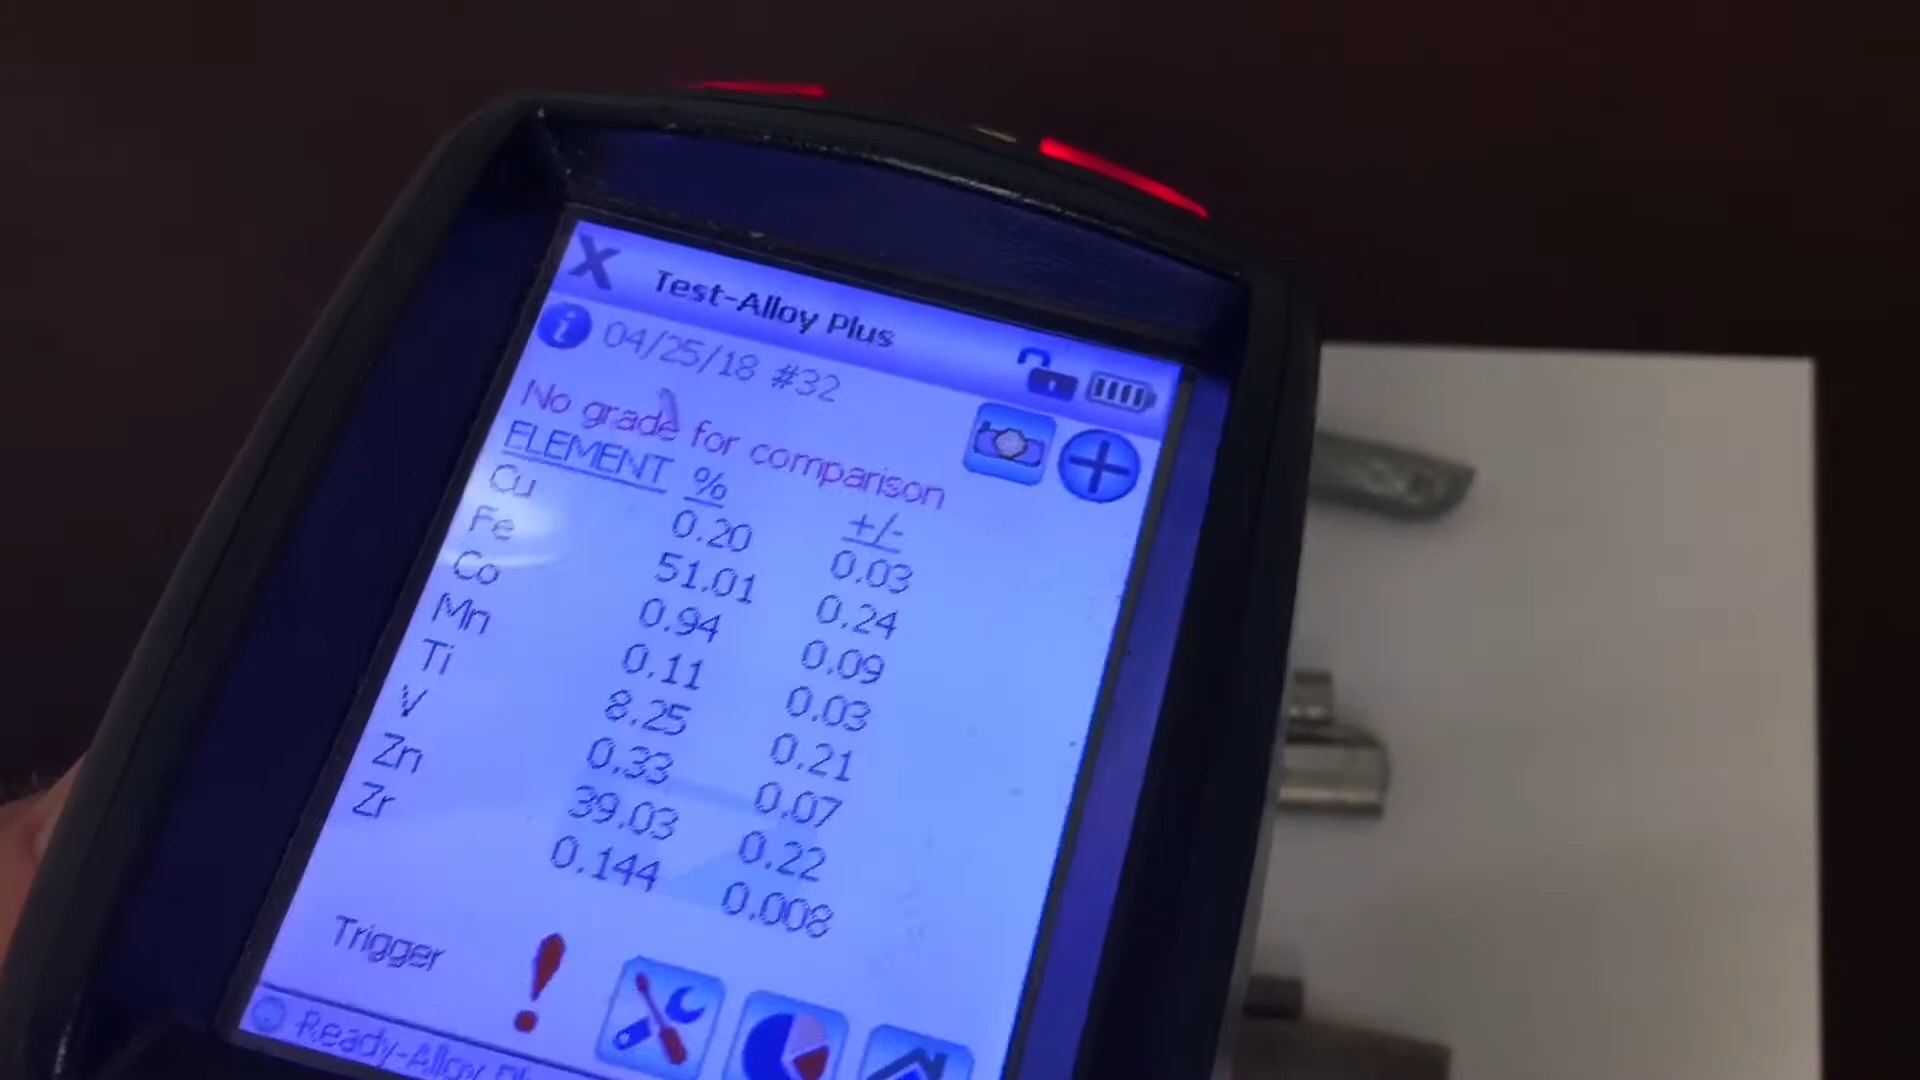 X Test-Alloy Plus
i 04/25/18 #32
No grade for comparison
ELEMENT % +/-
Cu 0.20 0.03
Fe 51.01 0.24
Co 0.94 0.09
Mn 0.11 0.03
Ti 8.25 0.21
V 0.33 0.07
Zn 39.03 0.22
Zr 0.144 0.008
Trigger !
Ready-Alloy